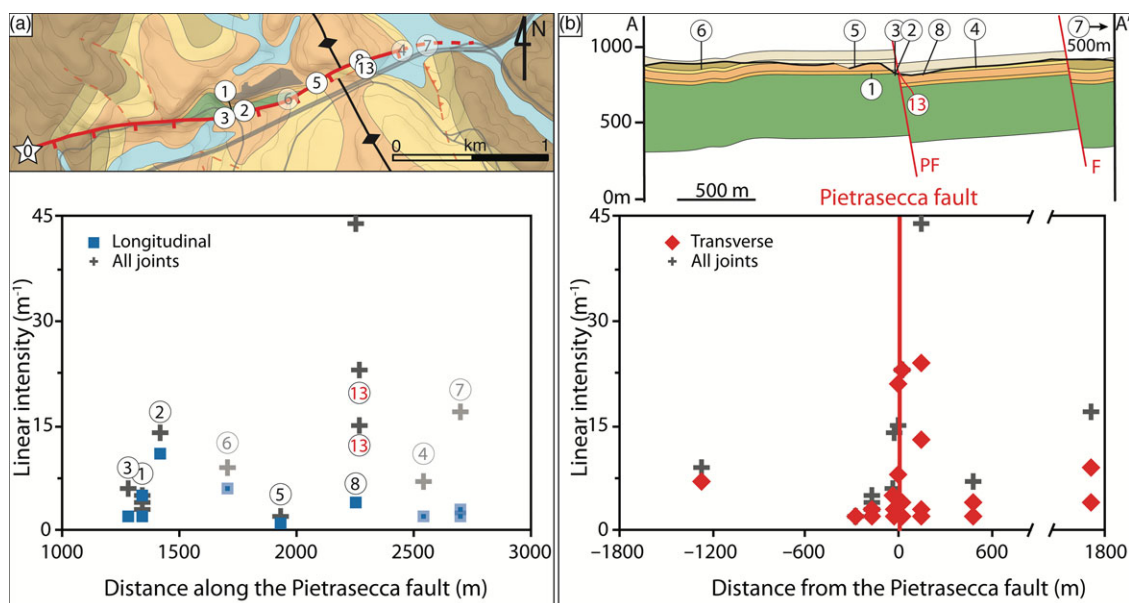 (a)
N
1
2
3
4
5
6
7
8
13
0
0 km 1
45
30
15
0
Linear intensity (m⁻¹)
Longitudinal
All joints
13
13
2
3
1
6
5
8
4
7
1000 1500 2000 2500 3000
Distance along the Pietrasecca fault (m)
(b)
A A'
6 5 3 2 8 4 7
500m
1000
500
0m
1
13
PF
F
500 m
Pietrasecca fault
45
30
15
0
Linear intensity (m⁻¹)
Transverse
All joints
−1800 −1200 −600 0 600 1800
Distance from the Pietrasecca fault (m)